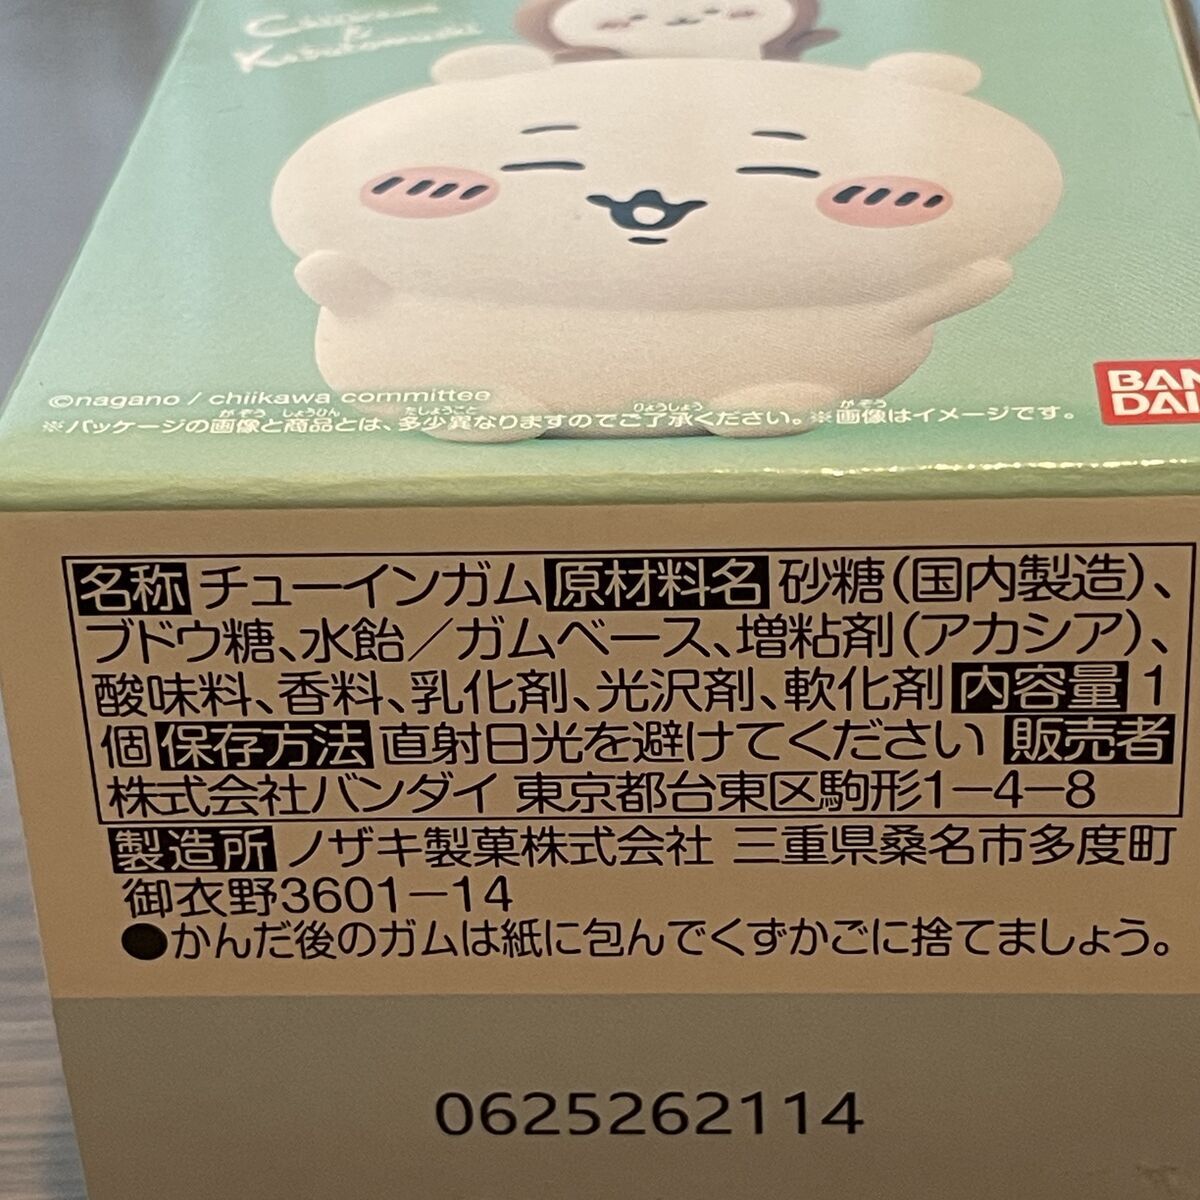 Chiikawa
&
Katatsumuri
©nagano / chiikawa committee
※パッケージの画像と商品とは、多少異なりますのでご了承ください。※画像はイメージです。
BAN
DAI
名称 チューインガム 原材料名 砂糖(国内製造)、
ブドウ糖、水飴／ガムベース、増粘剤(アカシア)、
酸味料、香料、乳化剤、光沢剤、軟化剤 内容量 1
個 保存方法 直射日光を避けてください 販売者
株式会社バンダイ 東京都台東区駒形1−4−8
製造所 ノザキ製菓株式会社 三重県桑名市多度町
御衣野3601−14
●かんだ後のガムは紙に包んでくずかごに捨てましょう。
0625262114